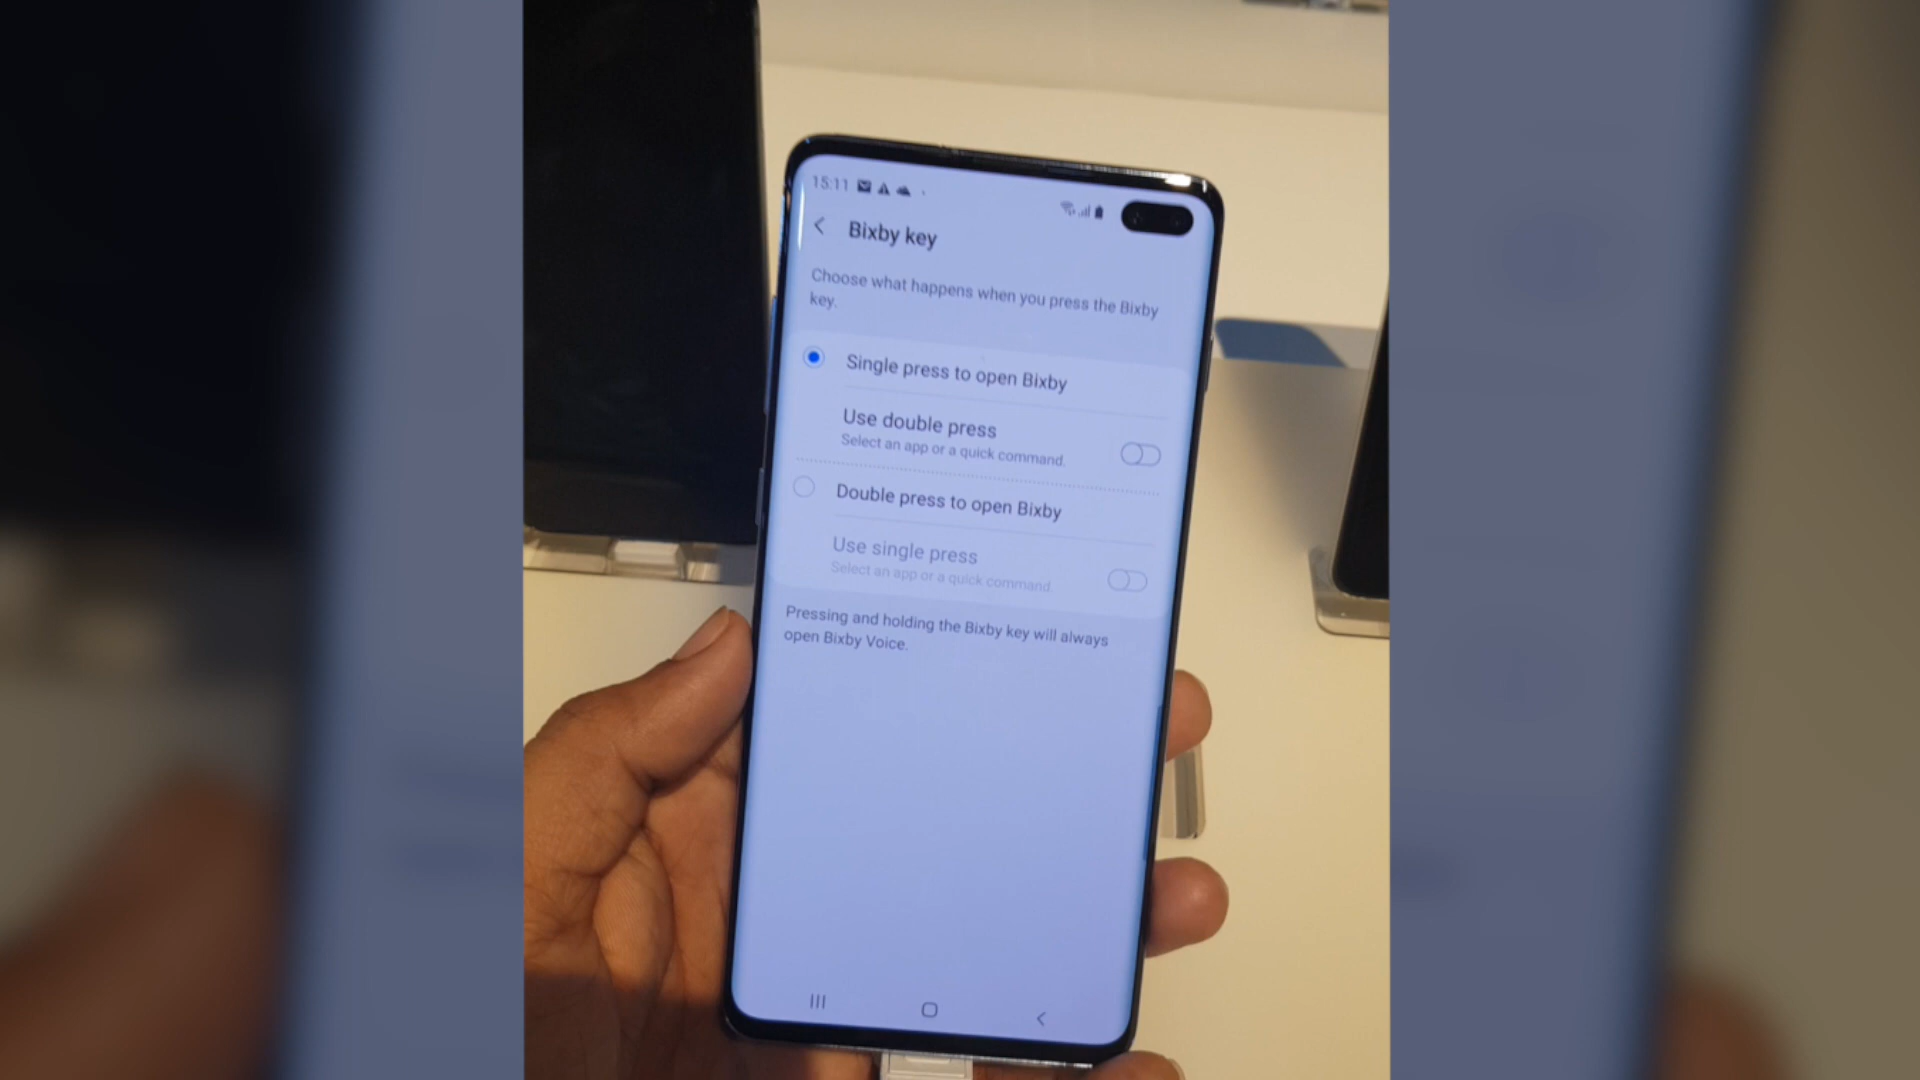 15:11
Bixby key
Choose what happens when you press the Bixby
key.
Single press to open Bixby
Use double press
Select an app or a quick command.
Double press to open Bixby
Use single press
Select an app or a quick command.
Pressing and holding the Bixby key will always
open Bixby Voice.